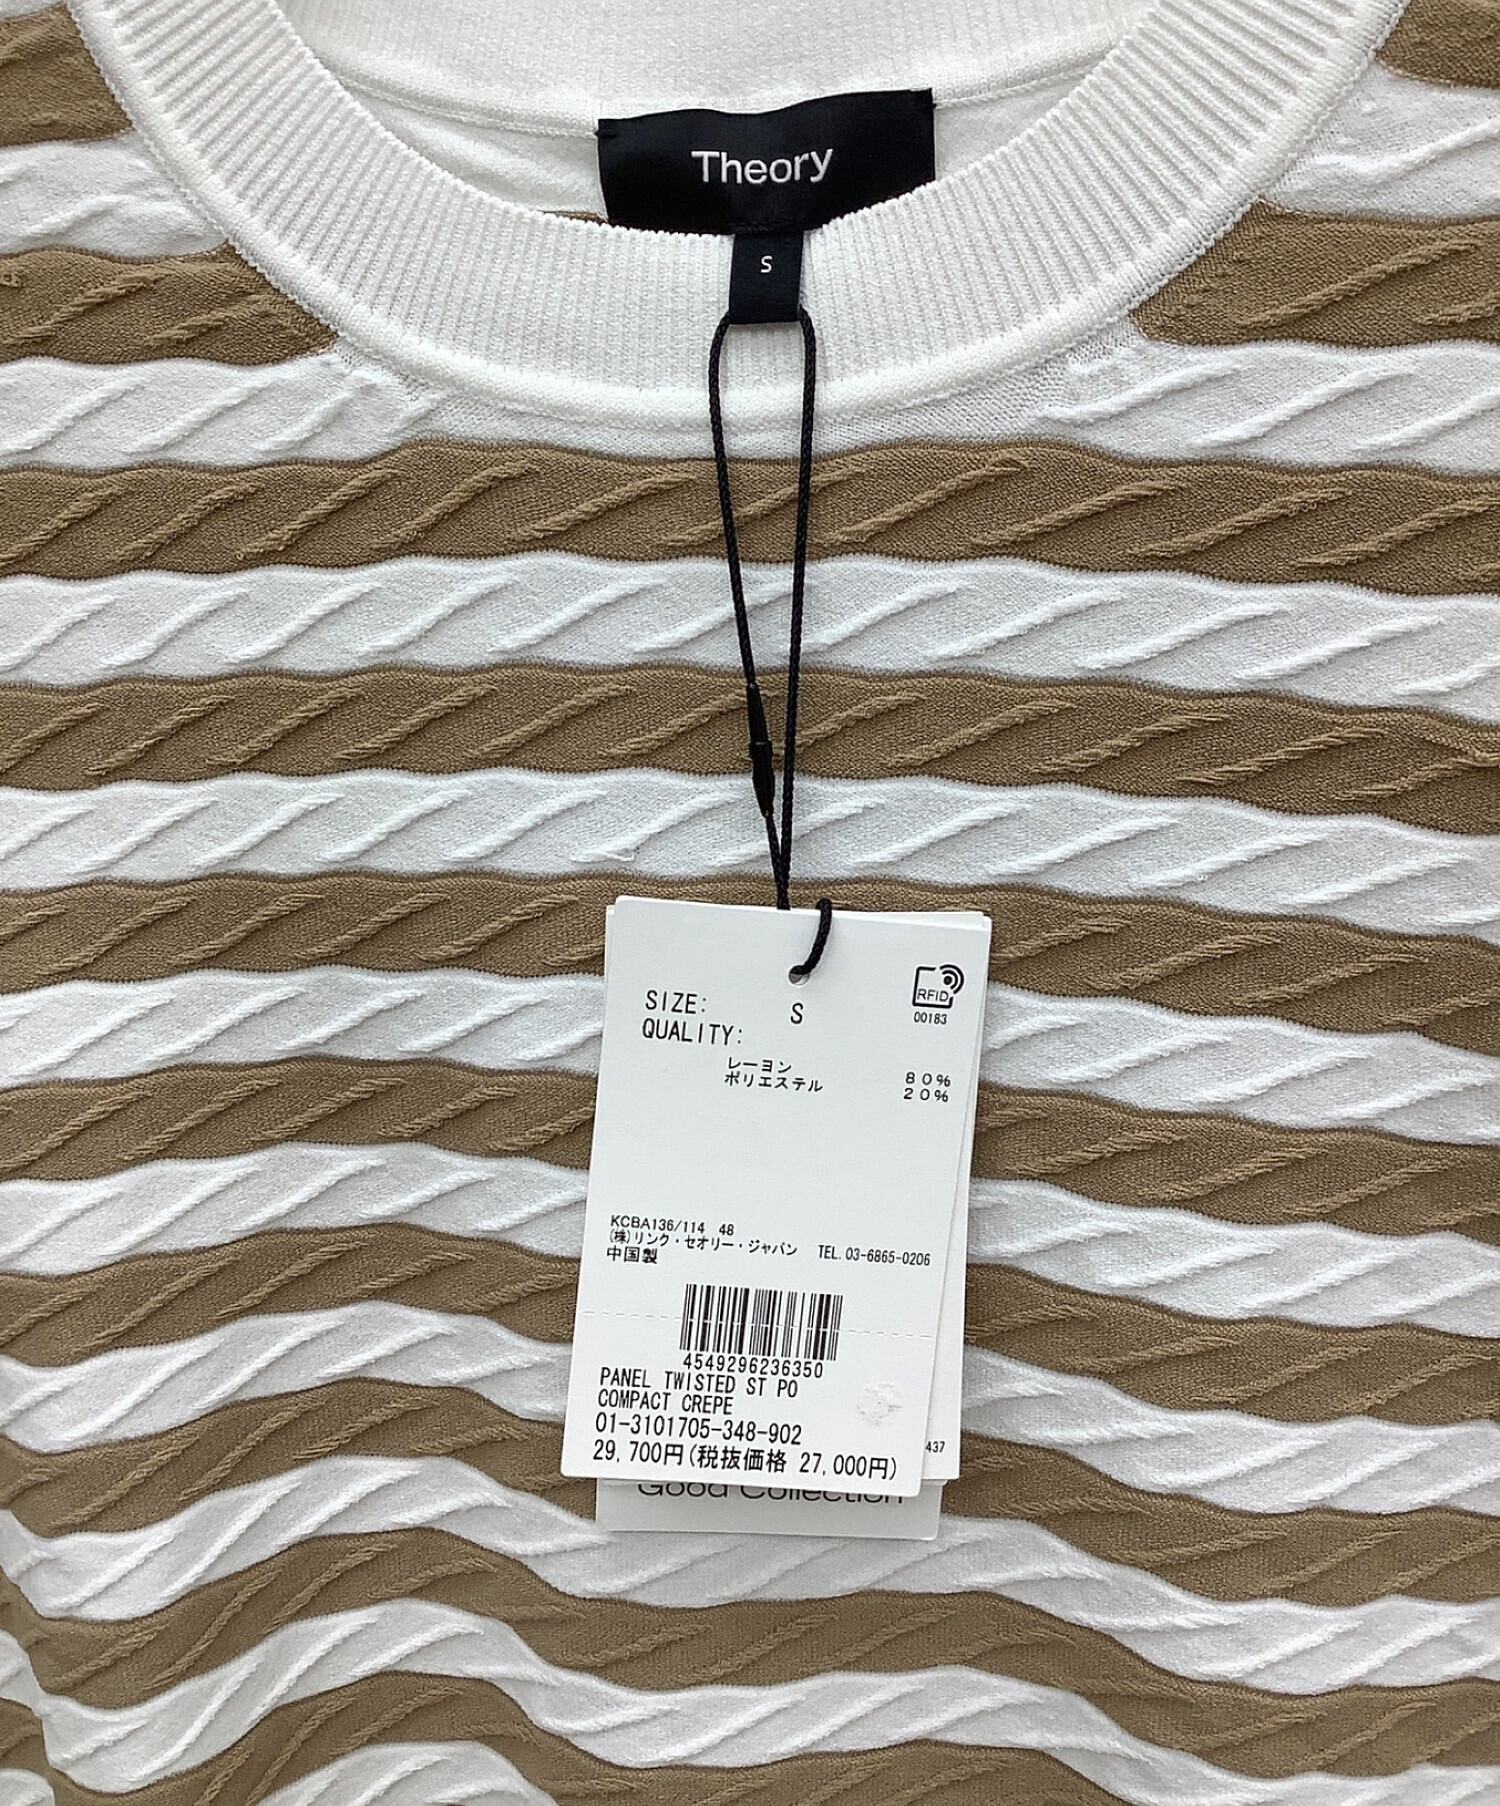 Theory
S
RFID
00183
SIZE: S
QUALITY:
レーヨン 80%
ポリエステル 20%
KCBA136/114 48
(株)リンク・セオリー・ジャパン TEL.03-6865-0206
中国製
4549296236350
PANEL TWISTED ST PO
COMPACT CREPE
01-3101705-348-902
29,700円(税抜価格 27,000円)
437
Good Collection